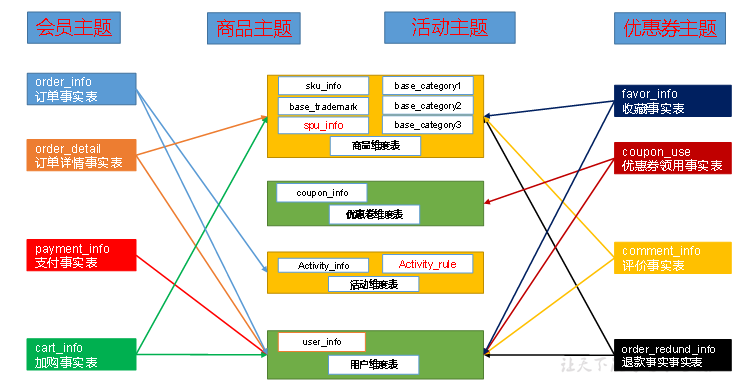 会员主题
商品主题
活动主题
优惠券主题
order_info
订单事实表
order_detail
订单详情事实表
payment_info
支付事实表
cart_info
加购事实表
sku_info
base_category1
base_trademark
base_category2
spu_info
base_category3
商品维度表
coupon_info
优惠卷维度表
Activity_info
Activity_rule
活动维度表
user_info
用户维度表
favor_info
收藏事实表
coupon_use
优惠券领用事实表
comment_info
评价事实表
order_redund_info
退款事实事实表
让天下